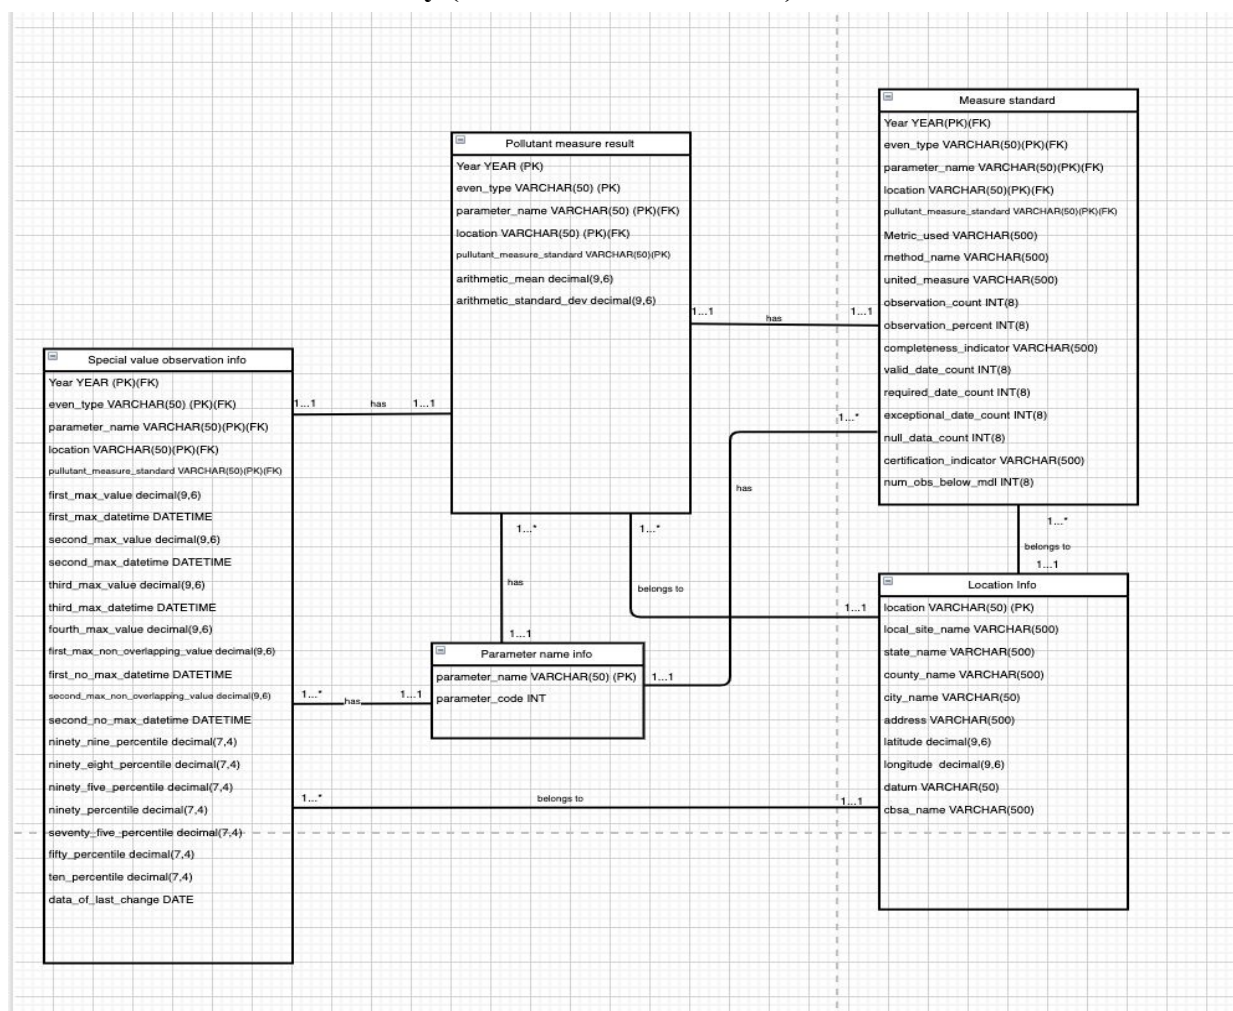 Measure standard
Year YEAR(PK)(FK)
even_type VARCHAR(50)(PK)(FK)
parameter_name VARCHAR(50)(PK)(FK)
location VARCHAR(50)(PK)(FK)
pullutant_measure_standard VARCHAR(50)(PK)(FK)
Metric_used VARCHAR(500)
method_name VARCHAR(500)
united_measure VARCHAR(500)
observation_count INT(8)
observation_percent INT(8)
completeness_indicator VARCHAR(500)
valid_date_count INT(8)
required_date_count INT(8)
exceptional_date_count INT(8)
null_data_count INT(8)
certification_indicator VARCHAR(500)
num_obs_below_mdl INT(8)
Pollutant measure result
Year YEAR (PK)
even_type VARCHAR(50) (PK)
parameter_name VARCHAR(50) (PK)(FK)
location VARCHAR(50) (PK)(FK)
pullutant_measure_standard VARCHAR(50)(PK)
arithmetic_mean decimal(9,6)
arithmetic_standard_dev decimal(9,6)
1...1 has 1...1
Special value observation info
Year YEAR (PK)(FK)
even_type VARCHAR(50) (PK)(FK)
parameter_name VARCHAR(50)(PK)(FK)
location VARCHAR(50)(PK)(FK)
pullutant_measure_standard VARCHAR(50)(PK)(FK)
first_max_value decimal(9,6)
first_max_datetime DATETIME
second_max_value decimal(9,6)
second_max_datetime DATETIME
third_max_value decimal(9,6)
third_max_datetime DATETIME
fourth_max_value decimal(9,6)
first_max_non_overlapping_value decimal(9,6)
first_no_max_datetime DATETIME
second_max_non_overlapping_value decimal(9,6)
second_no_max_datetime DATETIME
ninety_nine_percentile decimal(7,4)
ninety_eight_percentile decimal(7,4)
ninety_five_percentile decimal(7,4)
ninety_percentile decimal(7,4)
seventy_five_percentile decimal(7,4)
fifty_percentile decimal(7,4)
ten_percentile decimal(7,4)
data_of_last_change DATE
1...1 has 1...1
1...*
has
1...*
1...*
has
1...1
belongs to
1...1
1...*
belongs to
1...1
Parameter name info
parameter_name VARCHAR(50) (PK)
parameter_code INT
1...1
1...* has 1...1
Location Info
location VARCHAR(50) (PK)
local_site_name VARCHAR(500)
state_name VARCHAR(500)
county_name VARCHAR(500)
city_name VARCHAR(50)
address VARCHAR(500)
latitude decimal(9,6)
longitude decimal(9,6)
datum VARCHAR(50)
cbsa_name VARCHAR(500)
1...* belongs to 1...1